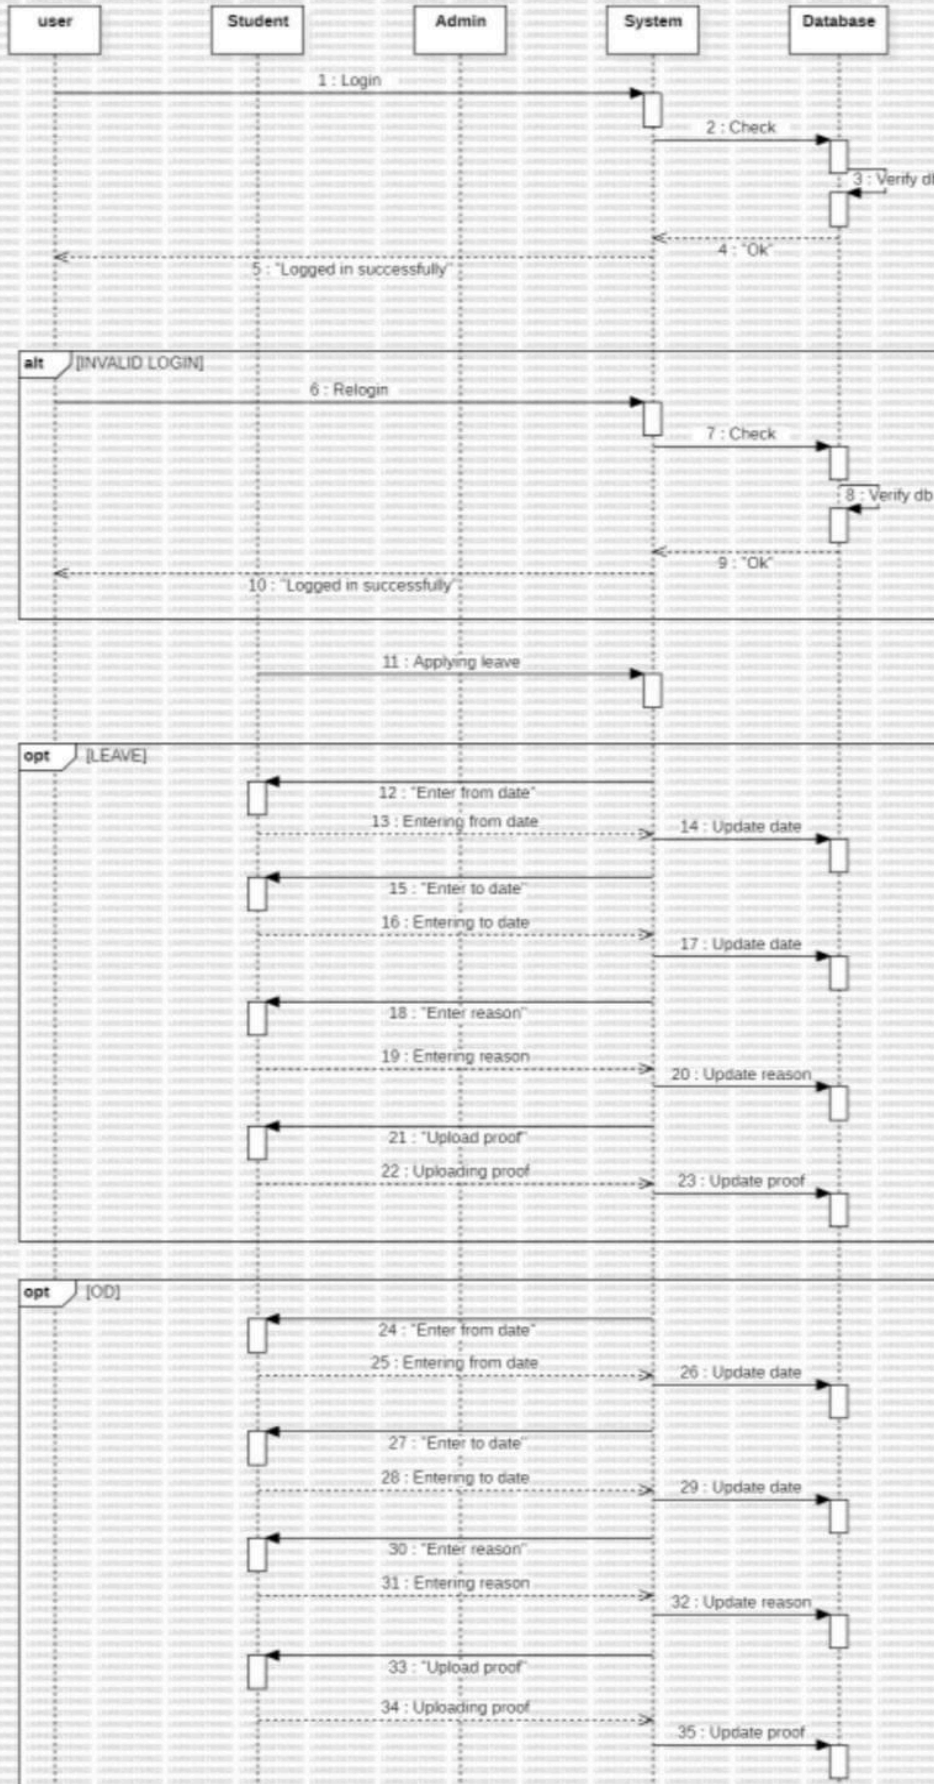 user Student Admin System Database
1 : Login
2 : Check
3 : Verify
4 : "Ok"
5 : "Logged in successfully"
alt [INVALID LOGIN]
6 : Relogin
7 : Check
8 : Verify db
9 : "Ok"
10 : "Logged in successfully"
11 : Applying leave
opt [LEAVE]
12 : "Enter from date"
13 : Entering from date
14 : Update date
15 : "Enter to date"
16 : Entering to date
17 : Update date
18 : "Enter reason"
19 : Entering reason
20 : Update reason
21 : "Upload proof"
22 : Uploading proof
23 : Update proof
opt [OD]
24 : "Enter from date"
25 : Entering from date
26 : Update date
27 : "Enter to date"
28 : Entering to date
29 : Update date
30 : "Enter reason"
31 : Entering reason
32 : Update reason
33 : "Upload proof"
34 : Uploading proof
35 : Update proof